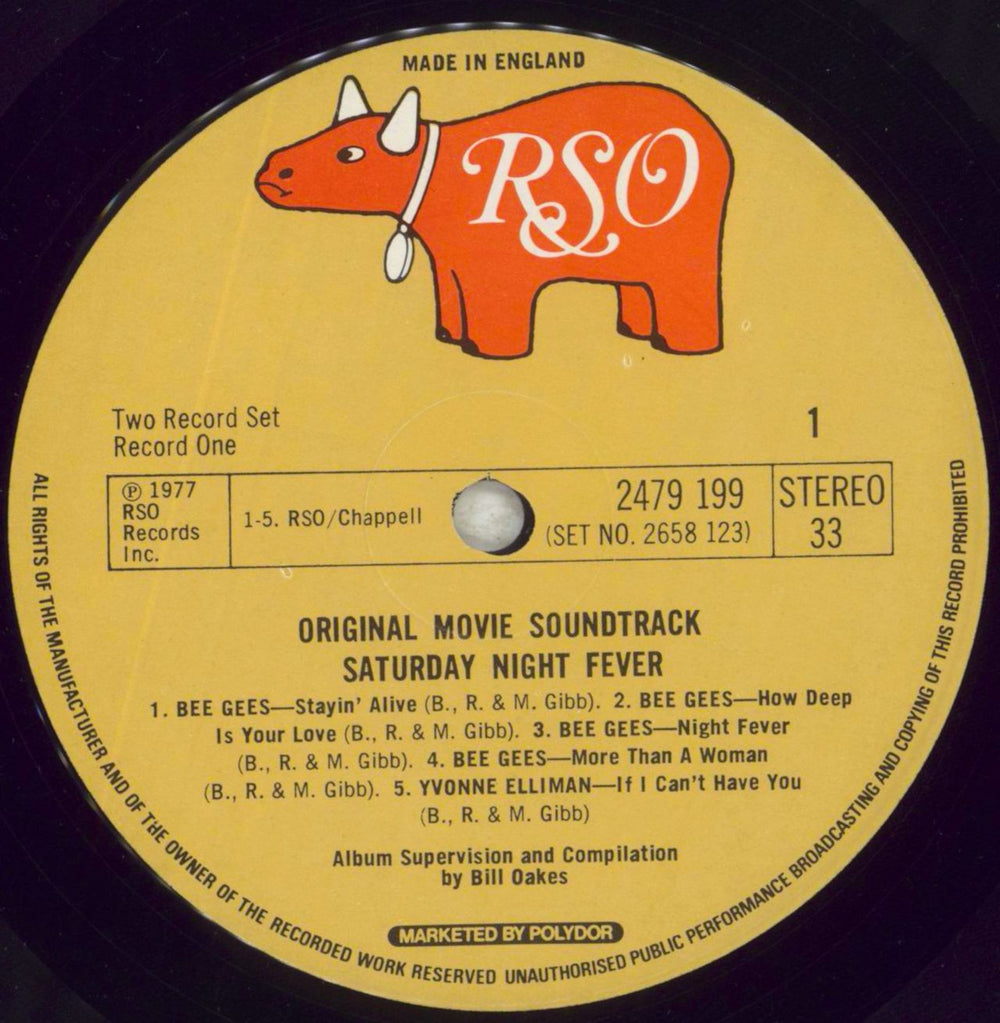 MADE IN ENGLAND
RSO
Two Record Set
Record One
1
℗ 1977
RSO
Records
Inc.
1-5. RSO/Chappell
2479 199
(SET NO. 2658 123)
STEREO
33
ORIGINAL MOVIE SOUNDTRACK
SATURDAY NIGHT FEVER
1. BEE GEES—Stayin' Alive (B., R. & M. Gibb). 2. BEE GEES—How Deep
Is Your Love (B., R. & M. Gibb). 3. BEE GEES—Night Fever
(B., R. & M. Gibb). 4. BEE GEES—More Than A Woman
(B., R. & M. Gibb). 5. YVONNE ELLIMAN—If I Can't Have You
(B., R. & M. Gibb)
Album Supervision and Compilation
by Bill Oakes
MARKETED BY POLYDOR
ALL RIGHTS OF THE MANUFACTURER AND OF THE OWNER OF THE RECORDED WORK RESERVED UNAUTHORISED PUBLIC PERFORMANCE BROADCASTING AND COPYING OF THIS RECORD PROHIBITED